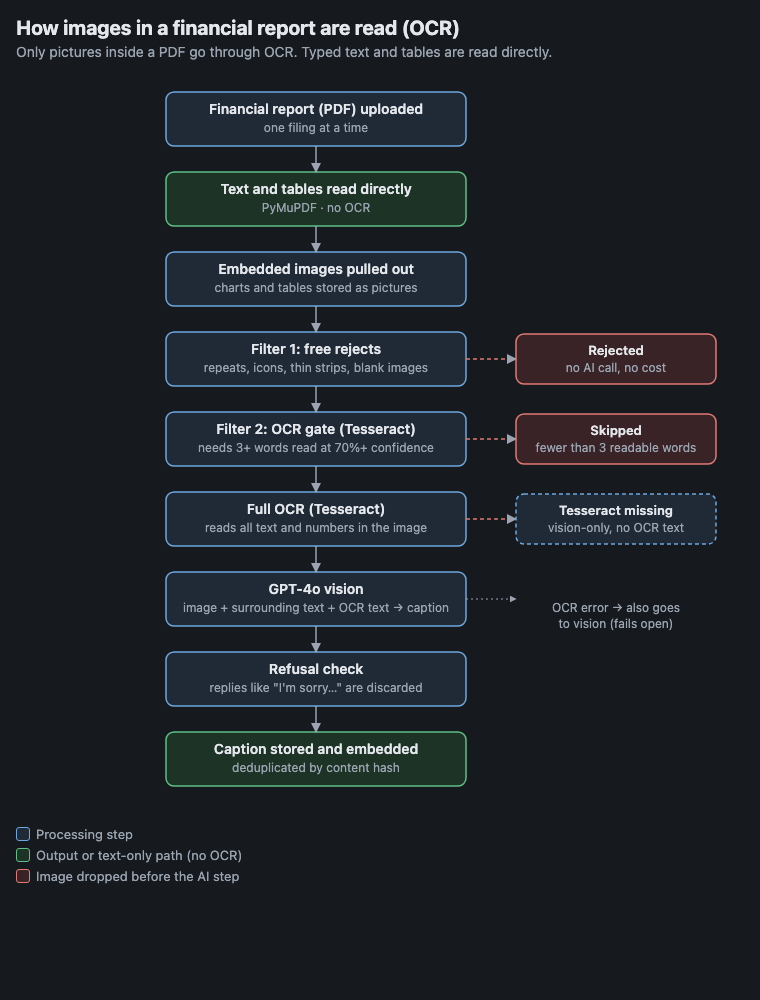 How images in a financial report are read (OCR)
Only pictures inside a PDF go through OCR. Typed text and tables are read directly.
Financial report (PDF) uploaded
one filing at a time
Text and tables read directly
PyMuPDF · no OCR
Embedded images pulled out
charts and tables stored as pictures
Filter 1: free rejects
repeats, icons, thin strips, blank images
Rejected
no AI call, no cost
Filter 2: OCR gate (Tesseract)
needs 3+ words read at 70%+ confidence
Skipped
fewer than 3 readable words
Full OCR (Tesseract)
reads all text and numbers in the image
Tesseract missing
vision-only, no OCR text
GPT-4o vision
image + surrounding text + OCR text → caption
OCR error → also goes
to vision (fails open)
Refusal check
replies like "I'm sorry..." are discarded
Caption stored and embedded
deduplicated by content hash
Processing step
Output or text-only path (no OCR)
Image dropped before the AI step